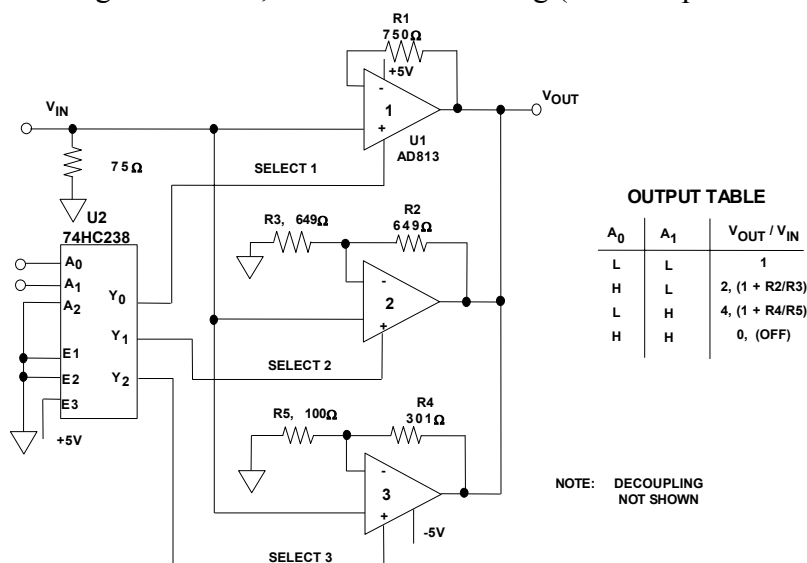 R1
750Ω
+5V
-
1
+
V_IN
V_OUT
U1
AD813
75Ω
SELECT 1
U2
74HC238
R3, 649Ω
R2
649Ω
A0
A1
A2
Y0
Y1
Y2
E1
E2
E3
+5V
-
2
+
SELECT 2
R5, 100Ω
R4
301Ω
-
3
+
-5V
SELECT 3
OUTPUT TABLE
A0 A1 V_OUT / V_IN
L L 1
H L 2, (1 + R2/R3)
L H 4, (1 + R4/R5)
H H 0, (OFF)
NOTE: DECOUPLING
NOT SHOWN